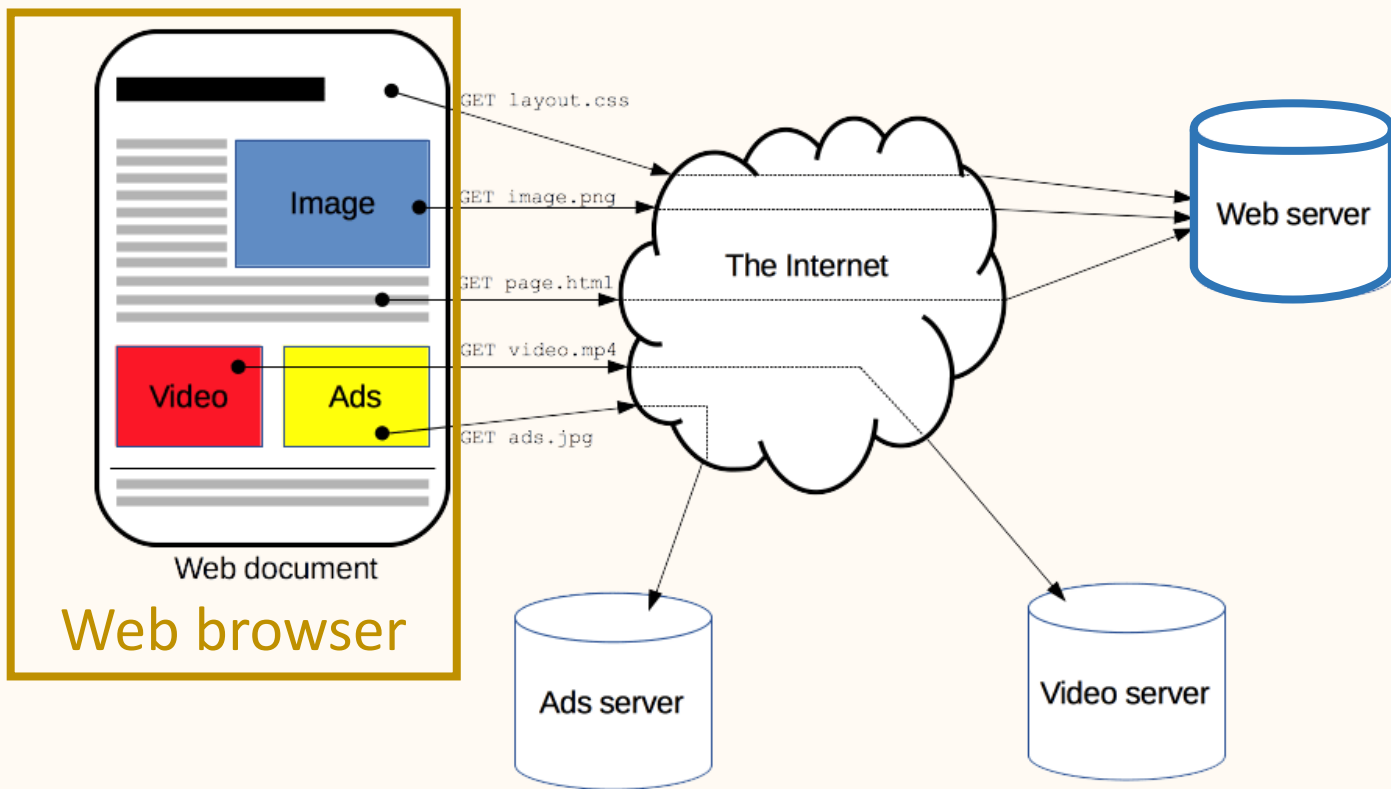 GET layout.css
Image
GET image.png
Web server
The Internet
GET page.html
GET video.mp4
Video
Ads
GET ads.jpg
Web document
Web browser
Ads server
Video server